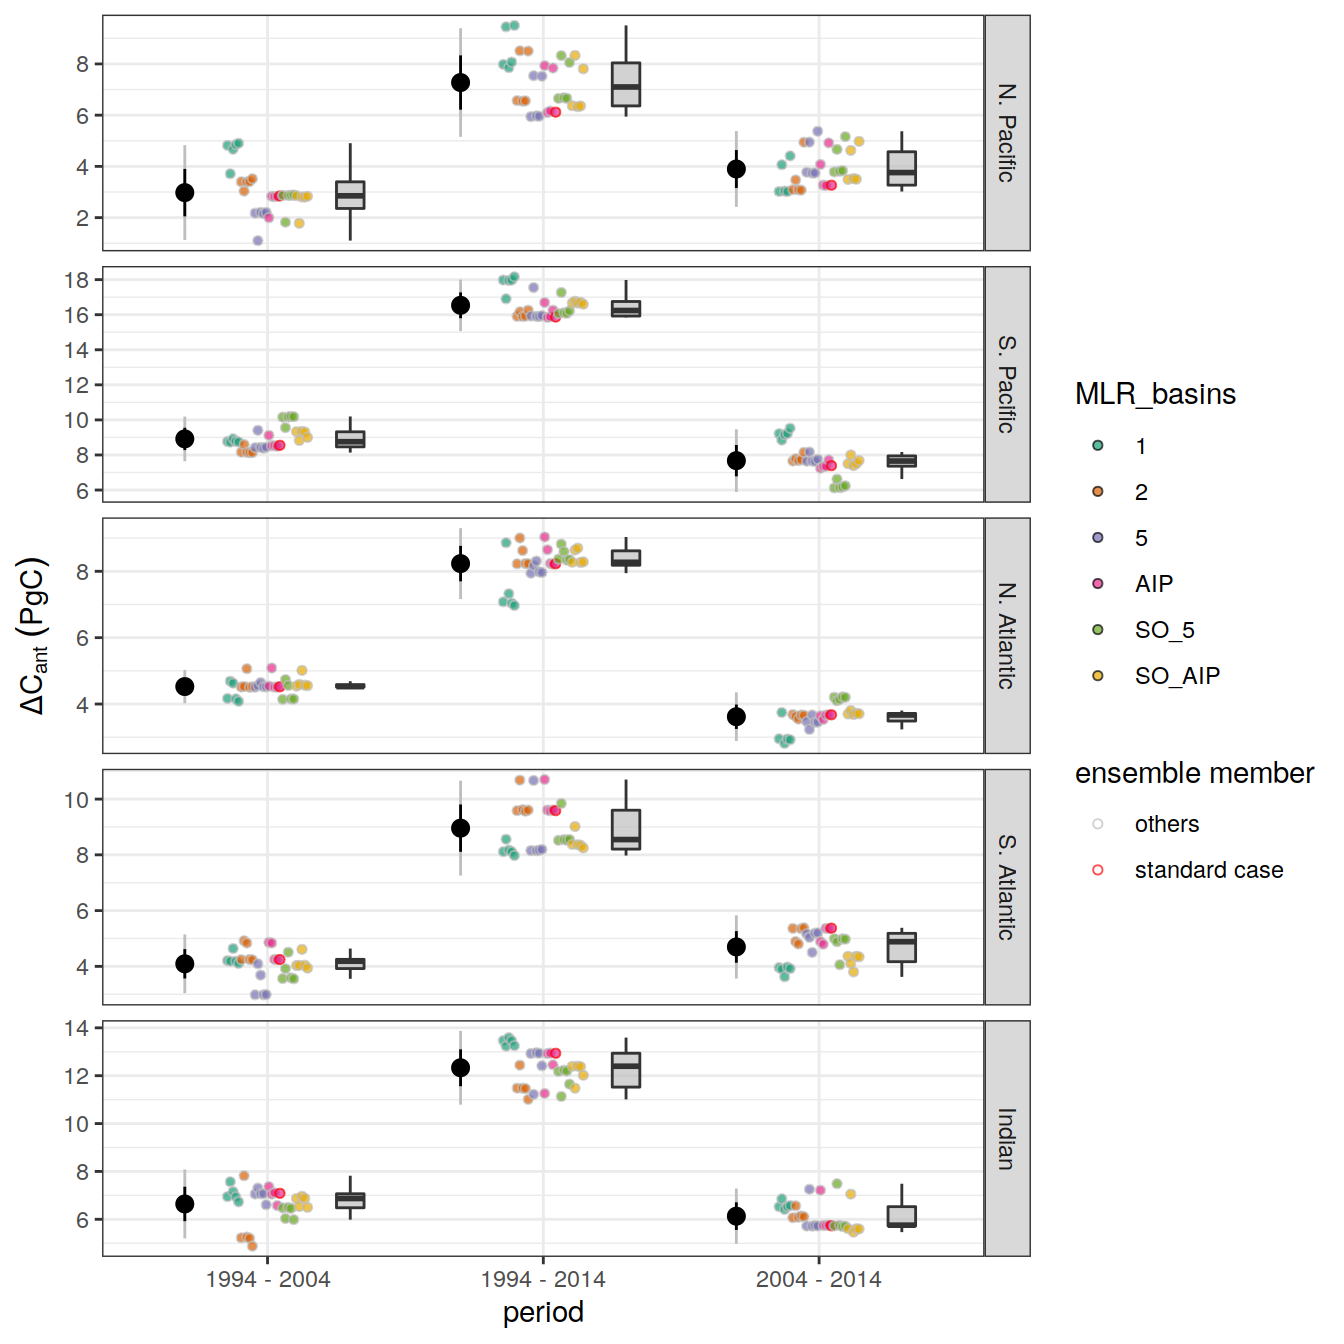 ΔCant (PgC)
8
6
4
2
N. Pacific
18
16
14
12
10
8
6
S. Pacific
8
6
4
N. Atlantic
10
8
6
4
S. Atlantic
14
12
10
8
6
Indian
1994 - 2004
1994 - 2014
2004 - 2014
period
MLR_basins
1
2
5
AIP
SO_5
SO_AIP
ensemble member
others
standard case